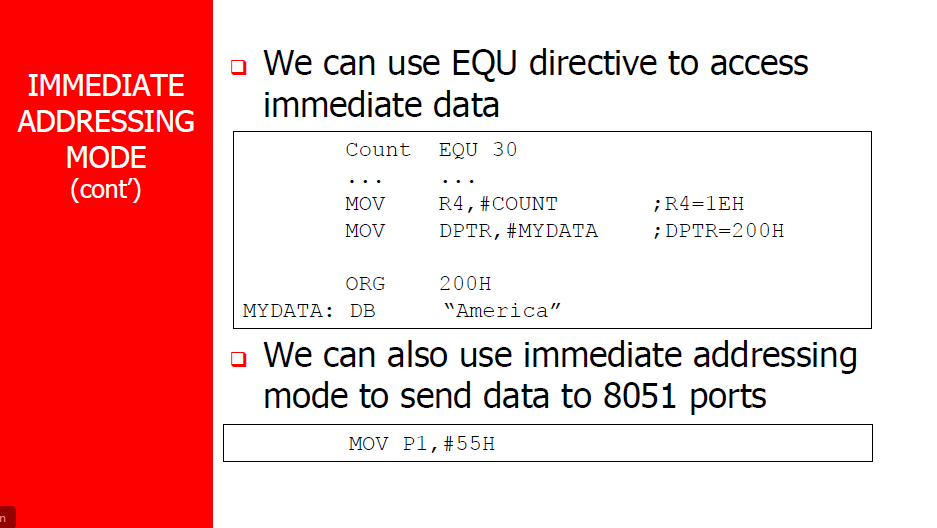 IMMEDIATE
ADDRESSING
MODE
(cont’)
We can use EQU directive to access
immediate data
Count EQU 30
... ...
MOV R4,#COUNT ;R4=1EH
MOV DPTR,#MYDATA ;DPTR=200H
ORG 200H
MYDATA: DB “America”
We can also use immediate addressing
mode to send data to 8051 ports
MOV P1,#55H
n